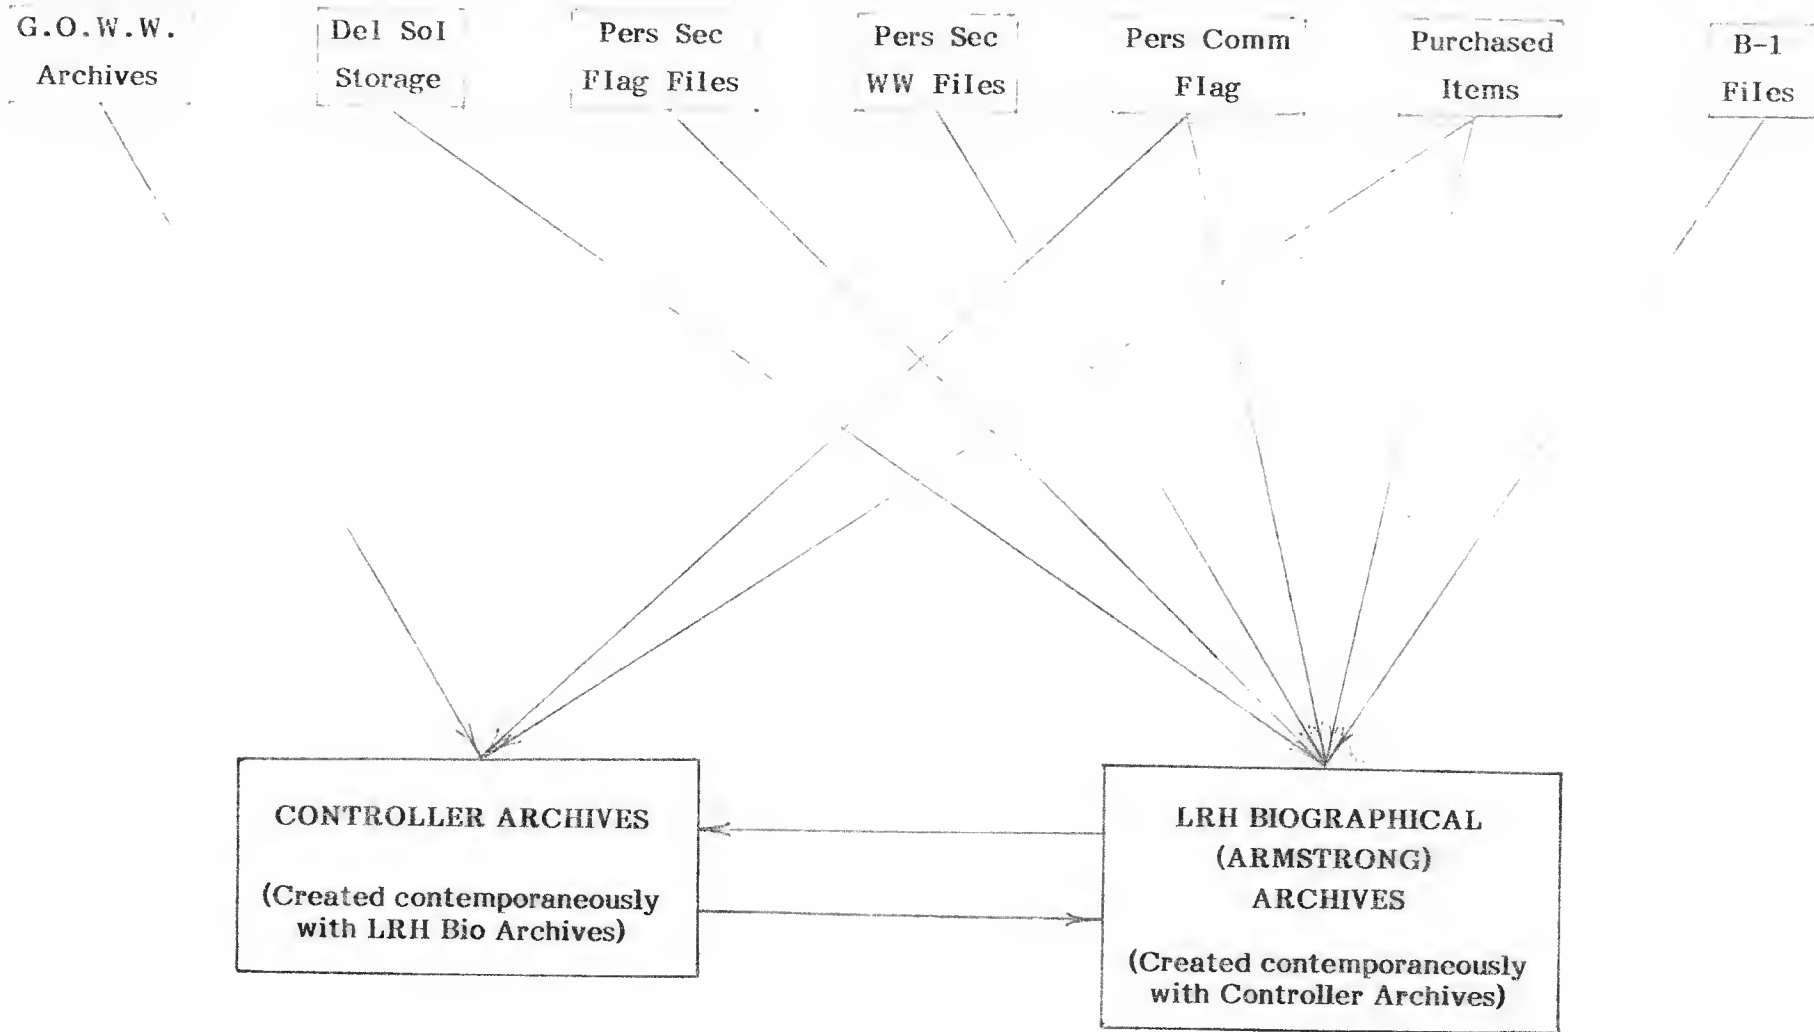 G.O.W.W.
Archives
Del Sol
Storage
Pers Sec
Flag Files
Pers Sec
WW Files
Pers Comm
Flag
Purchased
Items
B-1
Files
CONTROLLER ARCHIVES
(Created contemporaneously
with LRH Bio Archives)
LRH BIOGRAPHICAL
(ARMSTRONG)
ARCHIVES
(Created contemporaneously
with Controller Archives)